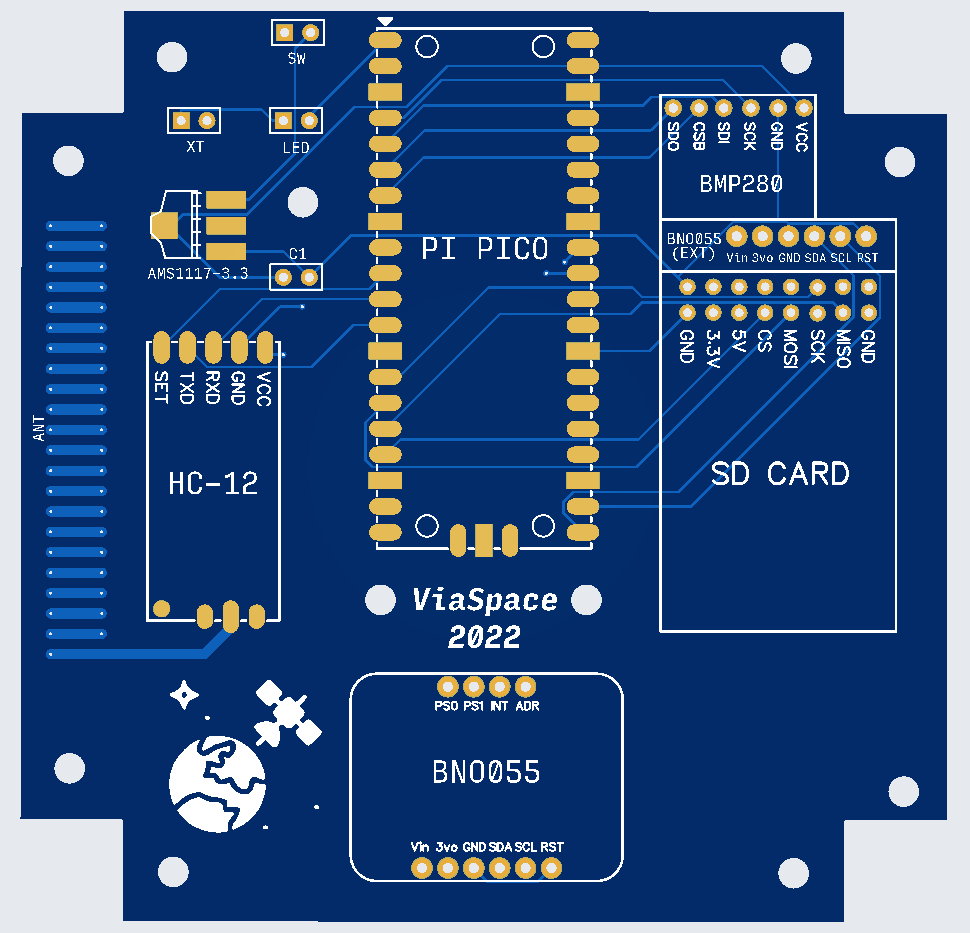 SW
XT
LED
SDO CSB SDI SCK GND VCC
BMP280
PI PICO
BNO055
(EXT)
Vin 3vo GND SDA SCL RST
C1
AMS1117-3.3
GND 3.3V 5V CS MOSI SCK MISO GND
SET TXD RXD GND VCC
ANT
HC-12
SD CARD
ViaSpace
2022
PS0 PS1 INT ADR
BNO055
Vin 3vo GND SDA SCL RST